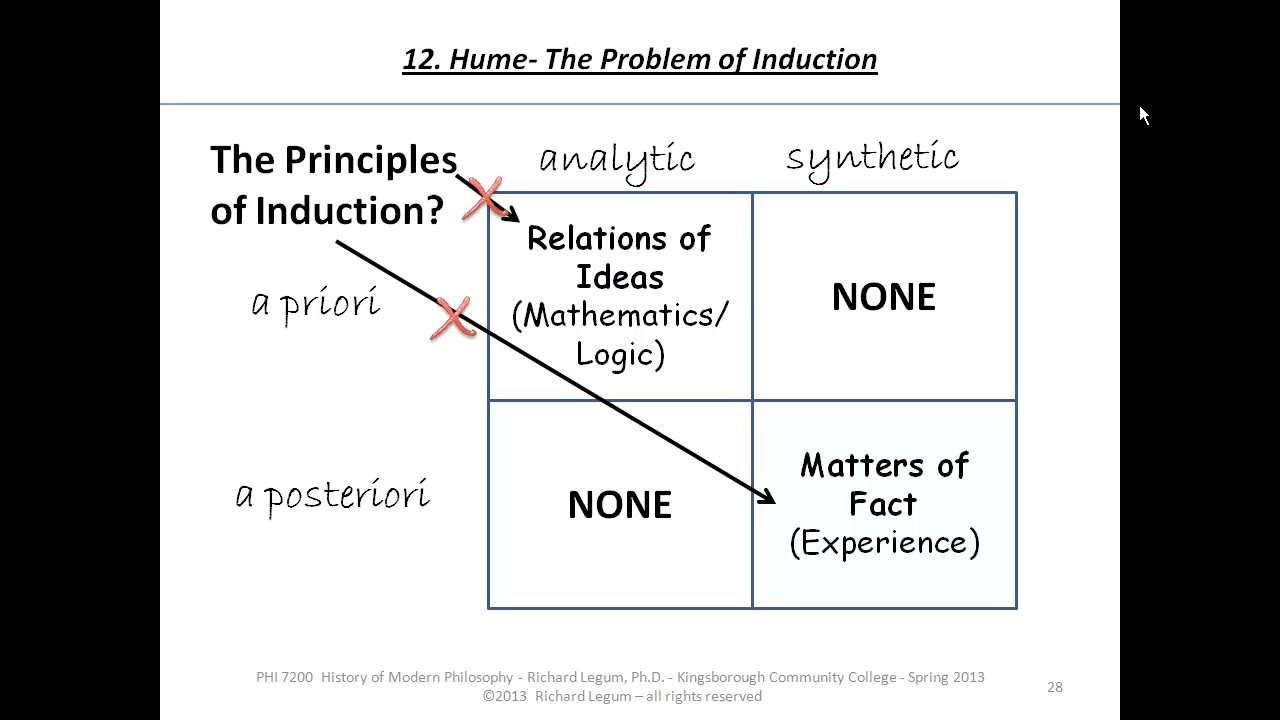 12. Hume- The Problem of Induction
The Principles
of Induction?
analytic
synthetic
a priori
Relations of
Ideas
(Mathematics/
Logic)
NONE
a posteriori
NONE
Matters of
Fact
(Experience)
PHI 7200 History of Modern Philosophy - Richard Legum, Ph.D. - Kingsborough Community College - Spring 2013
©2013 Richard Legum – all rights reserved
28